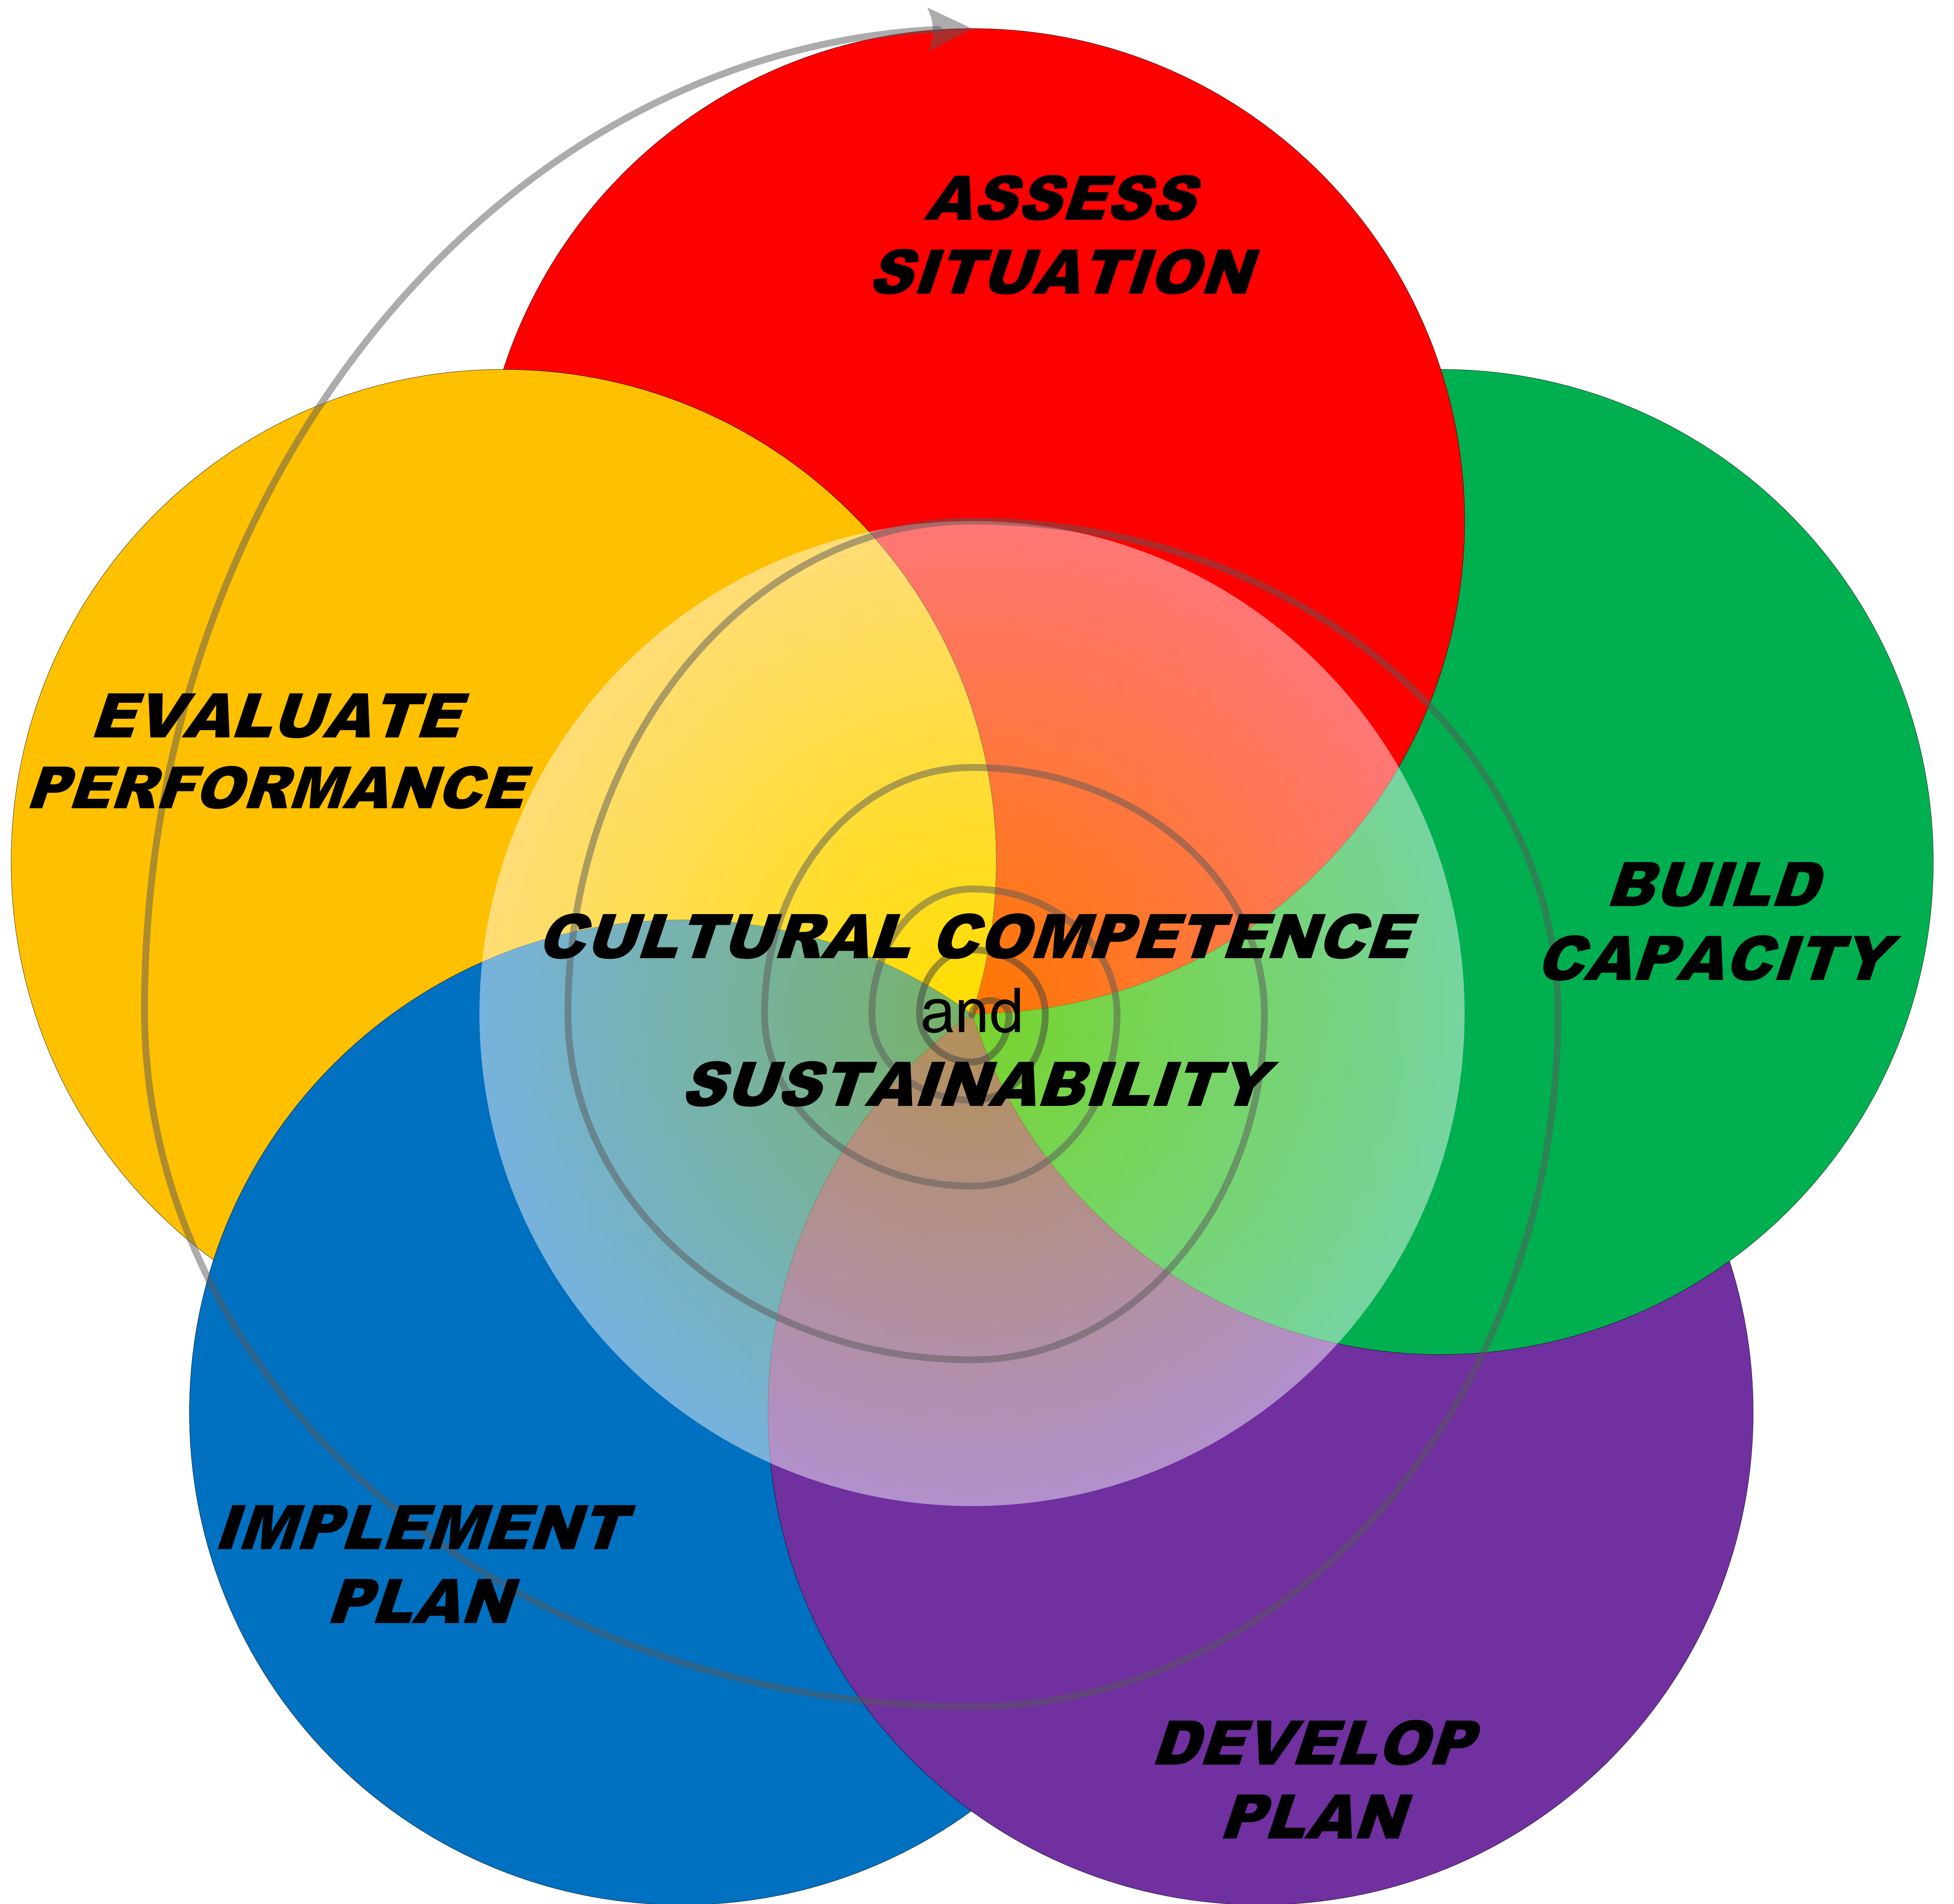 ASSESS
SITUATION
EVALUATE
PERFORMANCE
BUILD
CAPACITY
CULTURAL COMPETENCE
and
SUSTAINABILITY
IMPLEMENT
PLAN
DEVELOP
PLAN